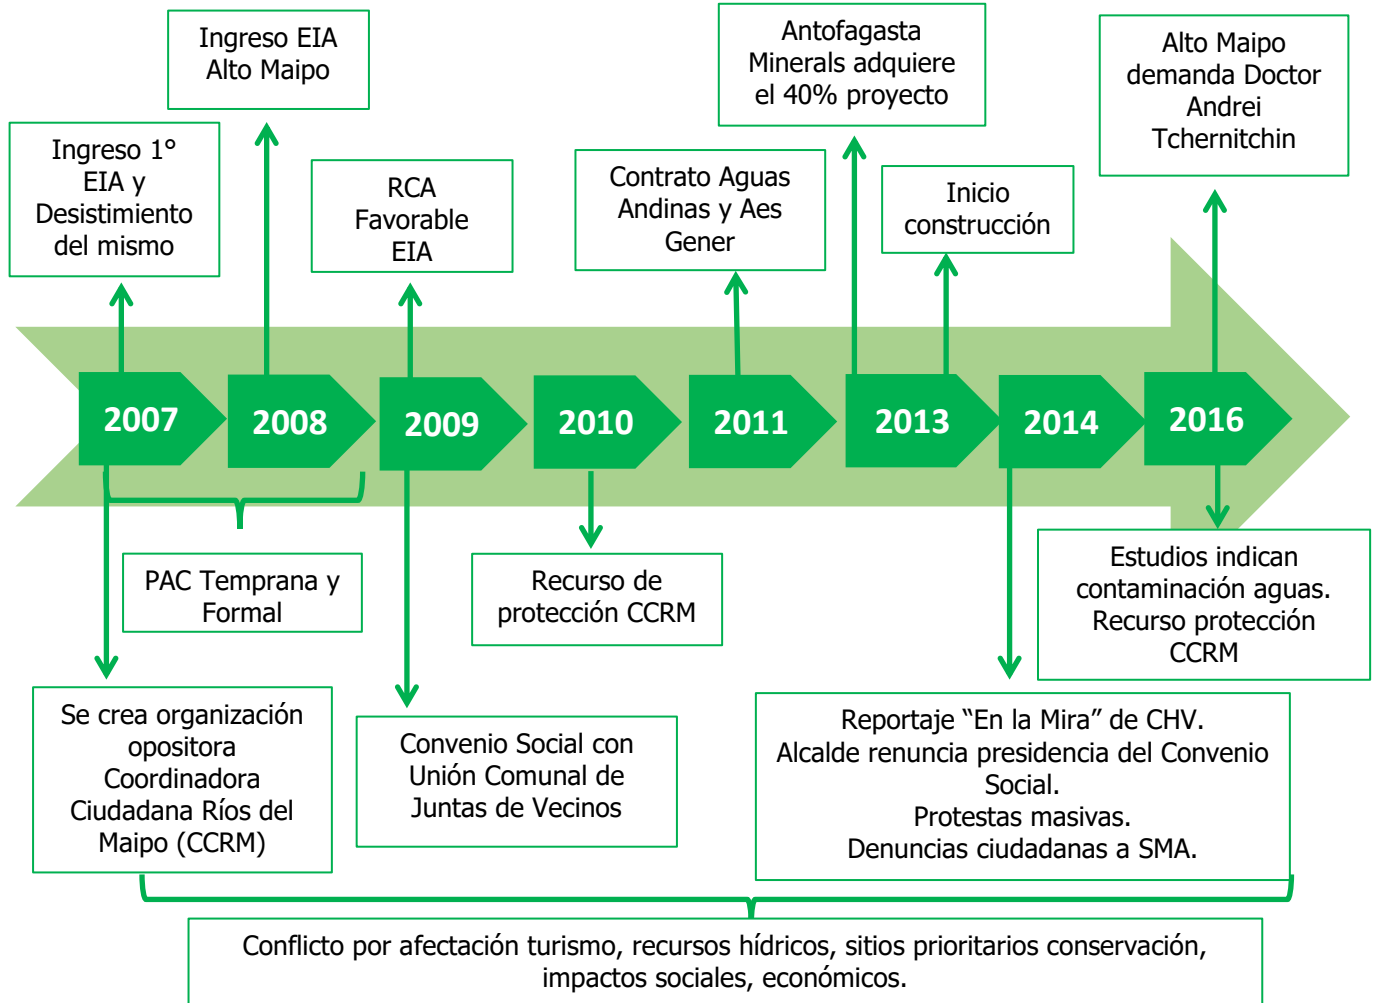 Ingreso 1°
EIA y
Desistimiento
del mismo
Ingreso EIA
Alto Maipo
RCA
Favorable
EIA
Contrato Aguas
Andinas y Aes
Gener
Antofagasta
Minerals adquiere
el 40% proyecto
Inicio
construcción
Alto Maipo
demanda Doctor
Andrei
Tchernitchin
2007
2008
2009
2010
2011
2013
2014
2016
PAC Temprana y
Formal
Se crea organización
opositora
Coordinadora
Ciudadana Ríos del
Maipo (CCRM)
Convenio Social con
Unión Comunal de
Juntas de Vecinos
Recurso de
protección CCRM
Reportaje “En la Mira” de CHV.
Alcalde renuncia presidencia del Convenio
Social.
Protestas masivas.
Denuncias ciudadanas a SMA.
Estudios indican
contaminación aguas.
Recurso protección
CCRM
Conflicto por afectación turismo, recursos hídricos, sitios prioritarios conservación,
impactos sociales, económicos.